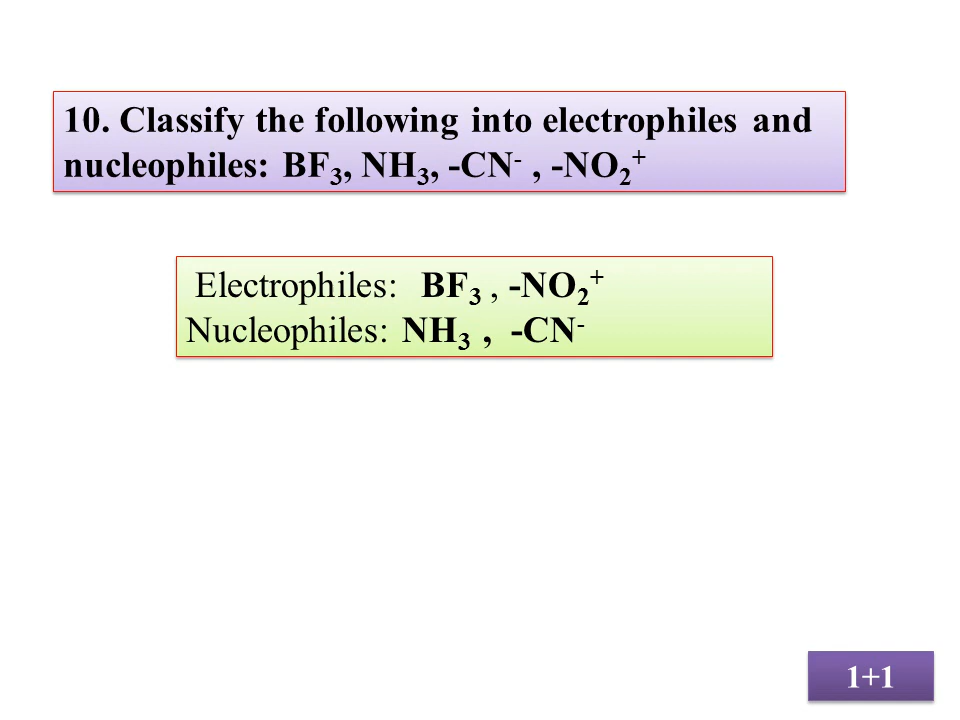 10. Classify the following into electrophiles and
nucleophiles: BF₃, NH₃, -CN⁻ , -NO₂⁺
Electrophiles: BF₃ , -NO₂⁺
Nucleophiles: NH₃ , -CN⁻
1+1